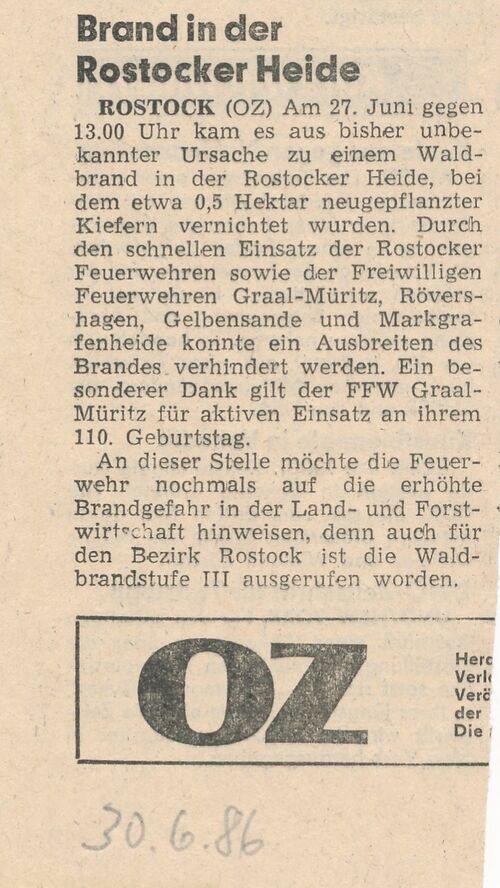 Brand in der
Rostocker Heide
ROSTOCK (OZ) Am 27. Juni gegen
13.00 Uhr kam es aus bisher unbe-
kannter Ursache zu einem Wald-
brand in der Rostocker Heide, bei
dem etwa 0,5 Hektar neugepflanzter
Kiefern vernichtet wurden. Durch
den schnellen Einsatz der Rostocker
Feuerwehren sowie der Freiwilligen
Feuerwehren Graal-Müritz, Rövers-
hagen, Gelbensande und Markgra-
fenheide konnte ein Ausbreiten des
Brandes verhindert werden. Ein be-
sonderer Dank gilt der FFW Graal-
Müritz für aktiven Einsatz an ihrem
110. Geburtstag.
An dieser Stelle möchte die Feuer-
wehr nochmals auf die erhöhte
Brandgefahr in der Land- und Forst-
wirtschaft hinweisen, denn auch für
den Bezirk Rostock ist die Wald-
brandstufe III ausgerufen worden.
OZ
Verö
der
Die
30.6.86